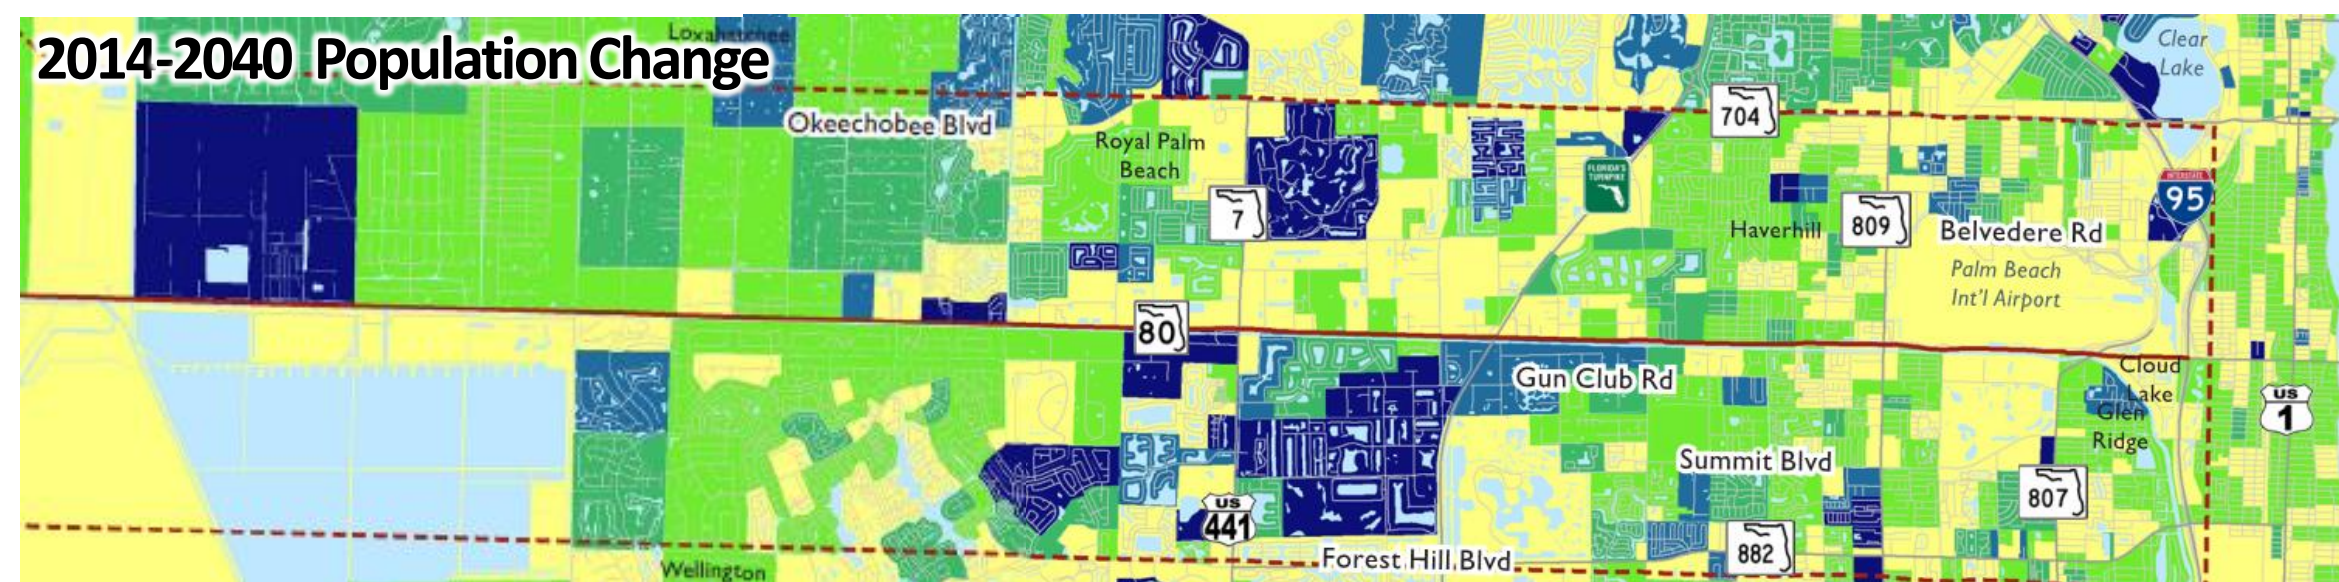 Loxahatchee
2014-2040 Population Change
Clear
Lake
Okeechobee Blvd
704
Royal Palm
Beach
FLORIDA'S
TURNPIKE
INTERSTATE
95
7
Haverhill
809
Belvedere Rd
Palm Beach
Int'l Airport
80
Gun Club Rd
Cloud
Lake
Glen
Ridge
US
1
Summit Blvd
807
US
441
882
Forest Hill Blvd
Wellington